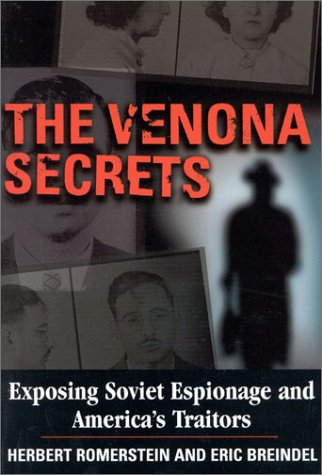 THE VENONA
SECRETS
Exposing Soviet Espionage and
America's Traitors
HERBERT ROMERSTEIN AND ERIC BREINDEL